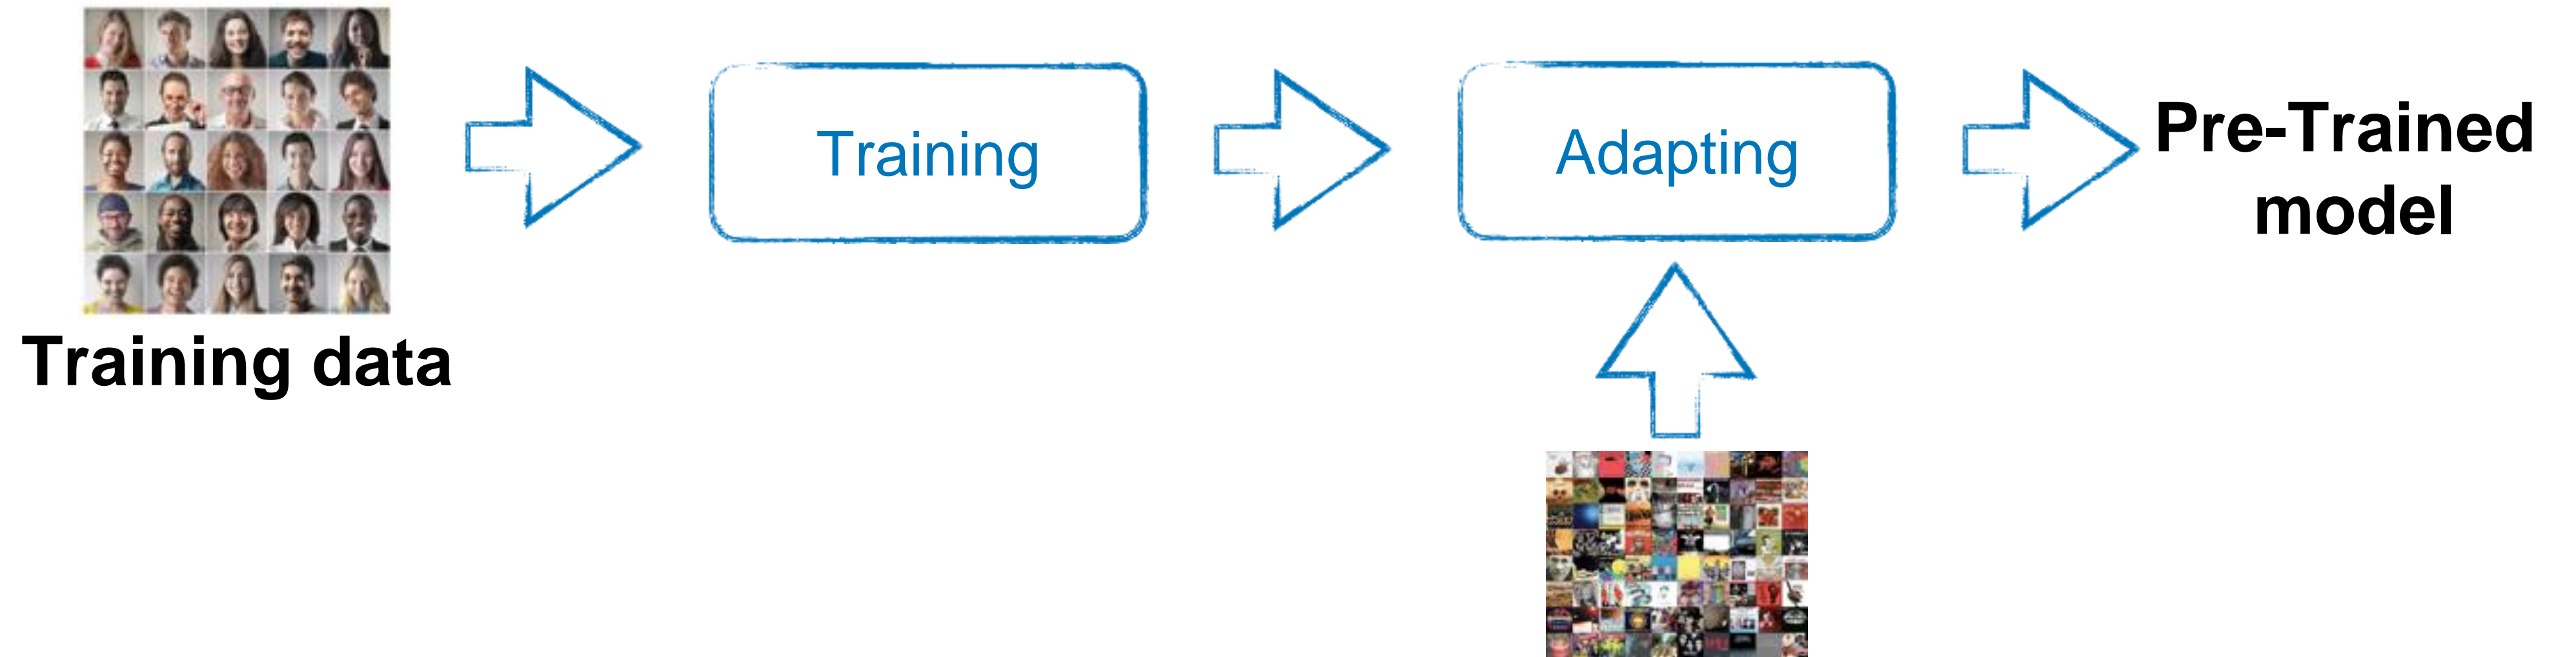 Training data
Training
Adapting
Pre-Trained
model